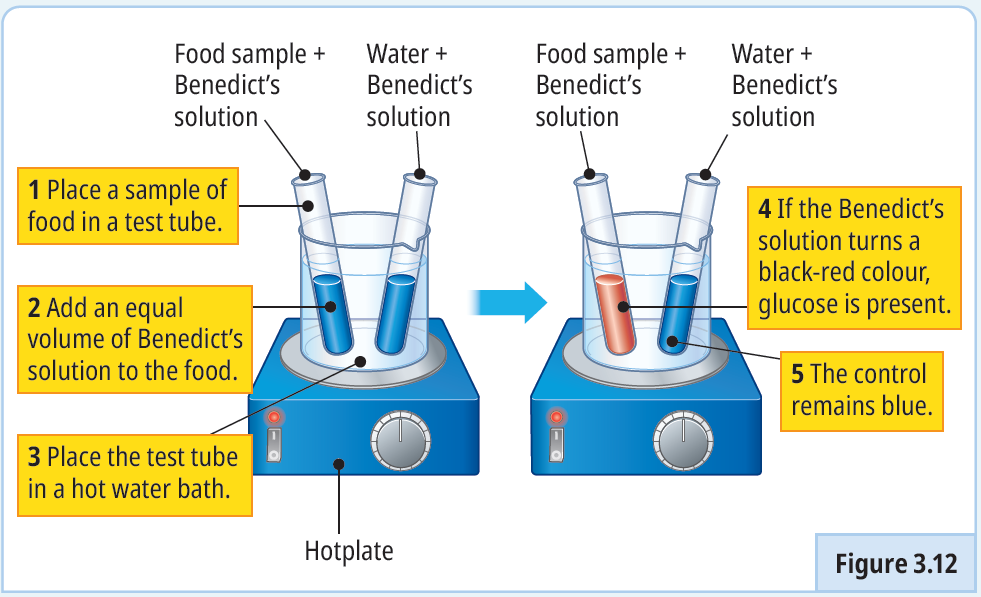 Food sample +
Benedict's
solution
Water +
Benedict's
solution
Food sample +
Benedict's
solution
Water +
Benedict's
solution
1 Place a sample of
food in a test tube.
2 Add an equal
volume of Benedict's
solution to the food.
3 Place the test tube
in a hot water bath.
Hotplate
4 If the Benedict's
solution turns a
black-red colour,
glucose is present.
5 The control
remains blue.
Figure 3.12